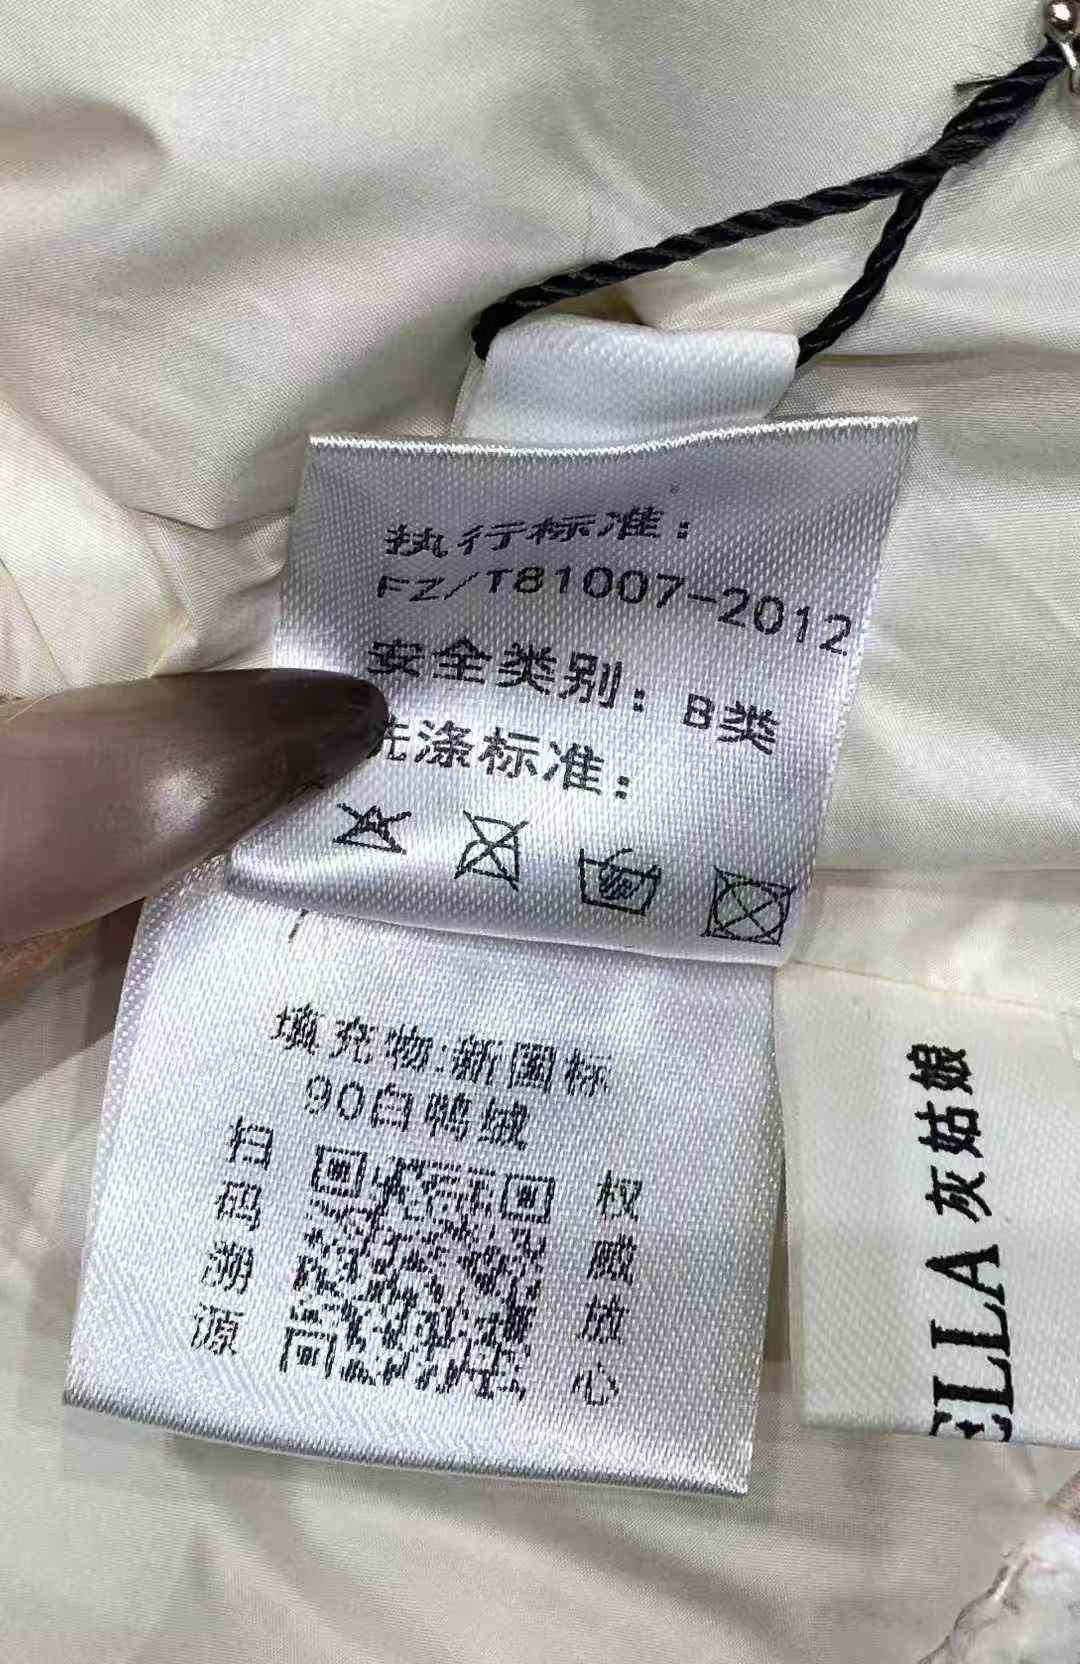 执行标准：
FZ/T81007-2012
安全类别：B类
洗涤标准：
填充物:新国标
90白鸭绒
扫码溯源
权威放心
ELLA 灰姑娘